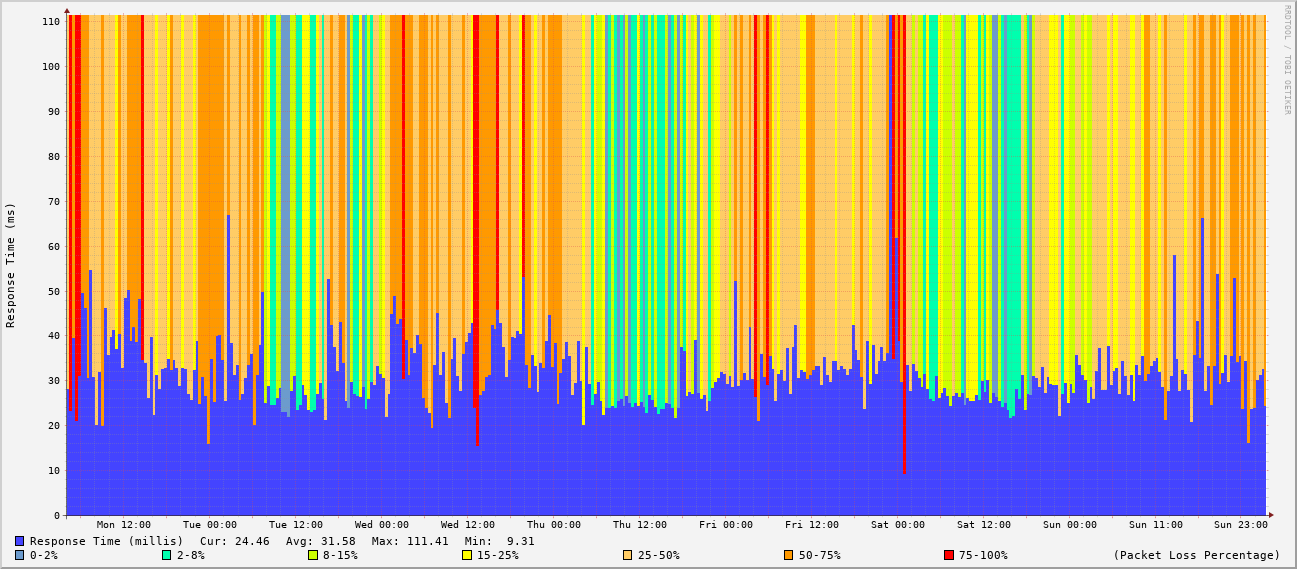 110
100
90
80
70
60
50
40
30
20
10
0
Response Time (ms)
RRDTOOL / TOBI OETIKER
Mon 12:00 Tue 00:00 Tue 12:00 Wed 00:00 Wed 12:00 Thu 00:00 Thu 12:00 Fri 00:00 Fri 12:00 Sat 00:00 Sat 12:00 Sun 00:00 Sun 11:00 Sun 23:00
Response Time (millis) Cur: 24.46 Avg: 31.58 Max: 111.41 Min: 9.31
0-2% 2-8% 8-15% 15-25% 25-50% 50-75% 75-100% (Packet Loss Percentage)